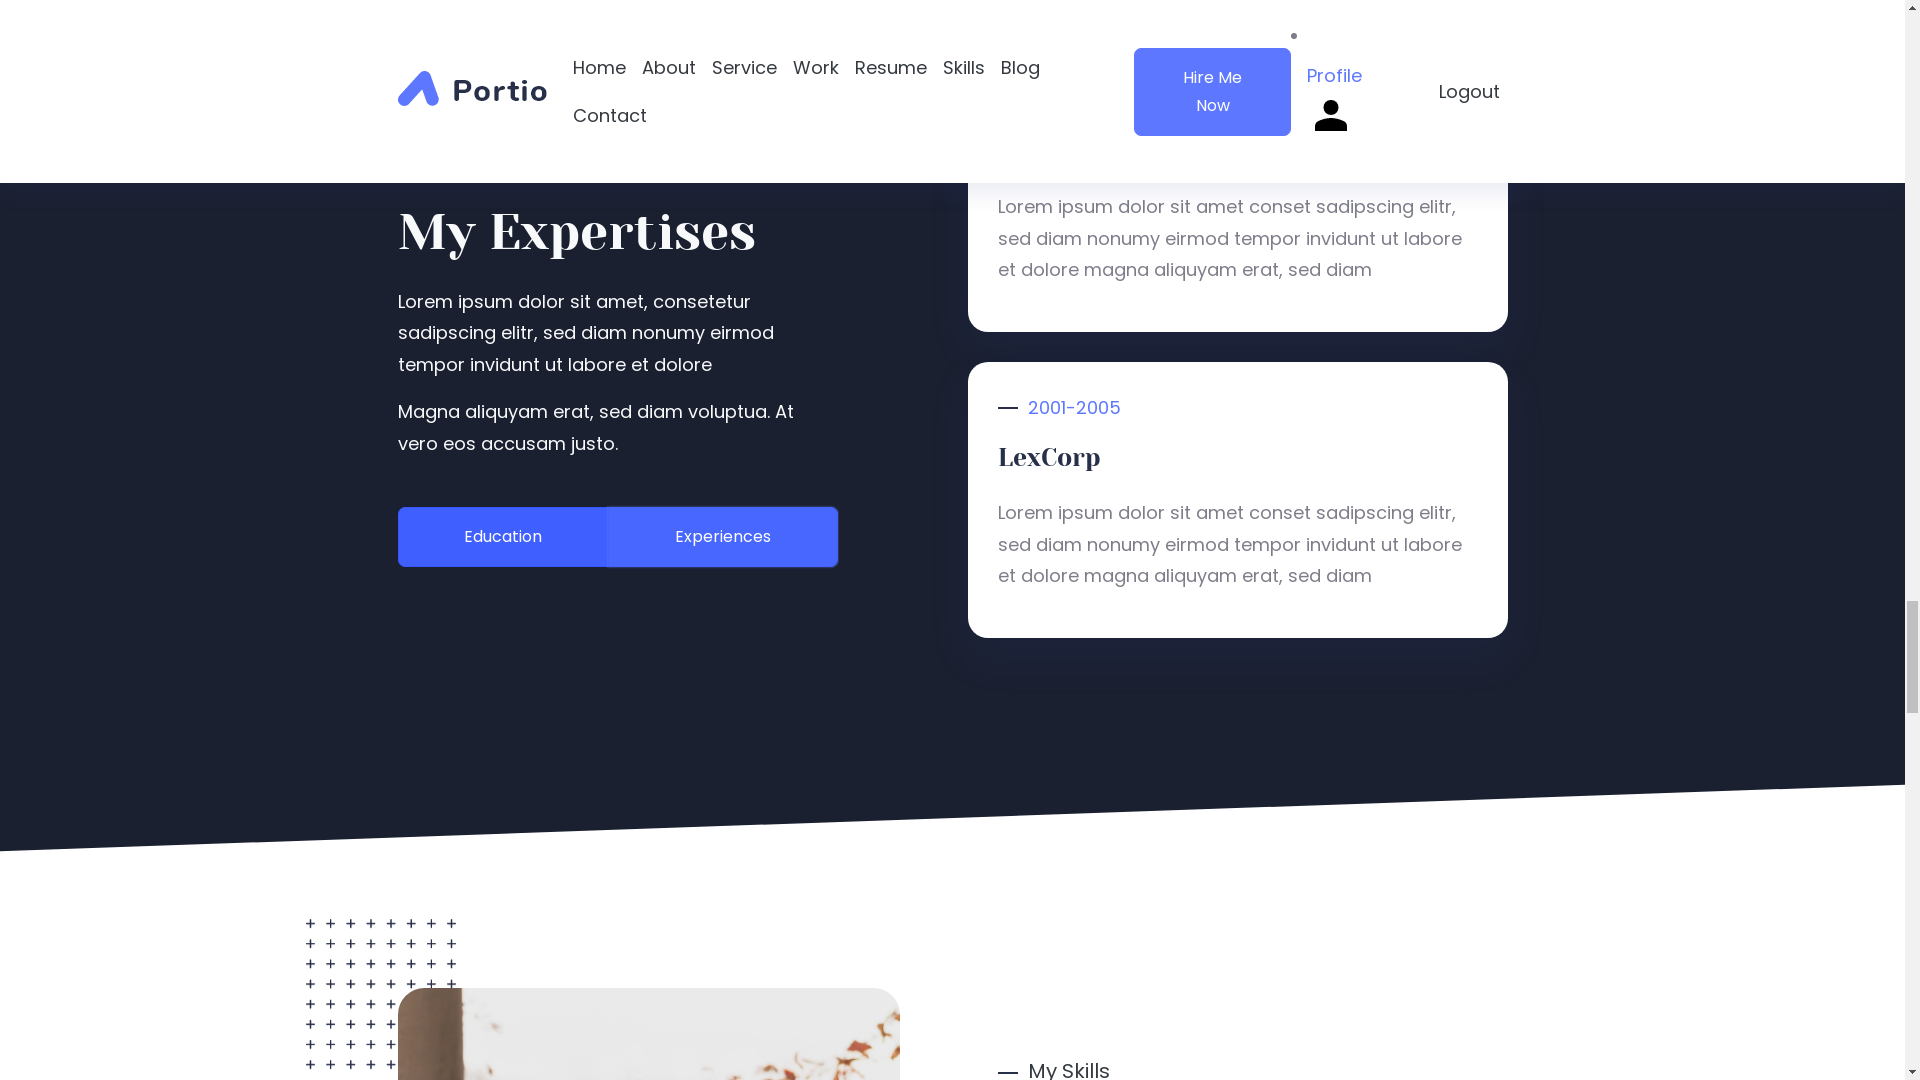 Portio
Home About Service Work Resume Skills Blog
Contact
Hire Me
Now
Profile
Logout
My Expertises
Lorem ipsum dolor sit amet, consetetur
sadipscing elitr, sed diam nonumy eirmod
tempor invidunt ut labore et dolore
Magna aliquyam erat, sed diam voluptua. At
vero eos accusam justo.
Education
Experiences
Lorem ipsum dolor sit amet conset sadipscing elitr,
sed diam nonumy eirmod tempor invidunt ut labore
et dolore magna aliquyam erat, sed diam
2001-2005
LexCorp
Lorem ipsum dolor sit amet conset sadipscing elitr,
sed diam nonumy eirmod tempor invidunt ut labore
et dolore magna aliquyam erat, sed diam
My Skills